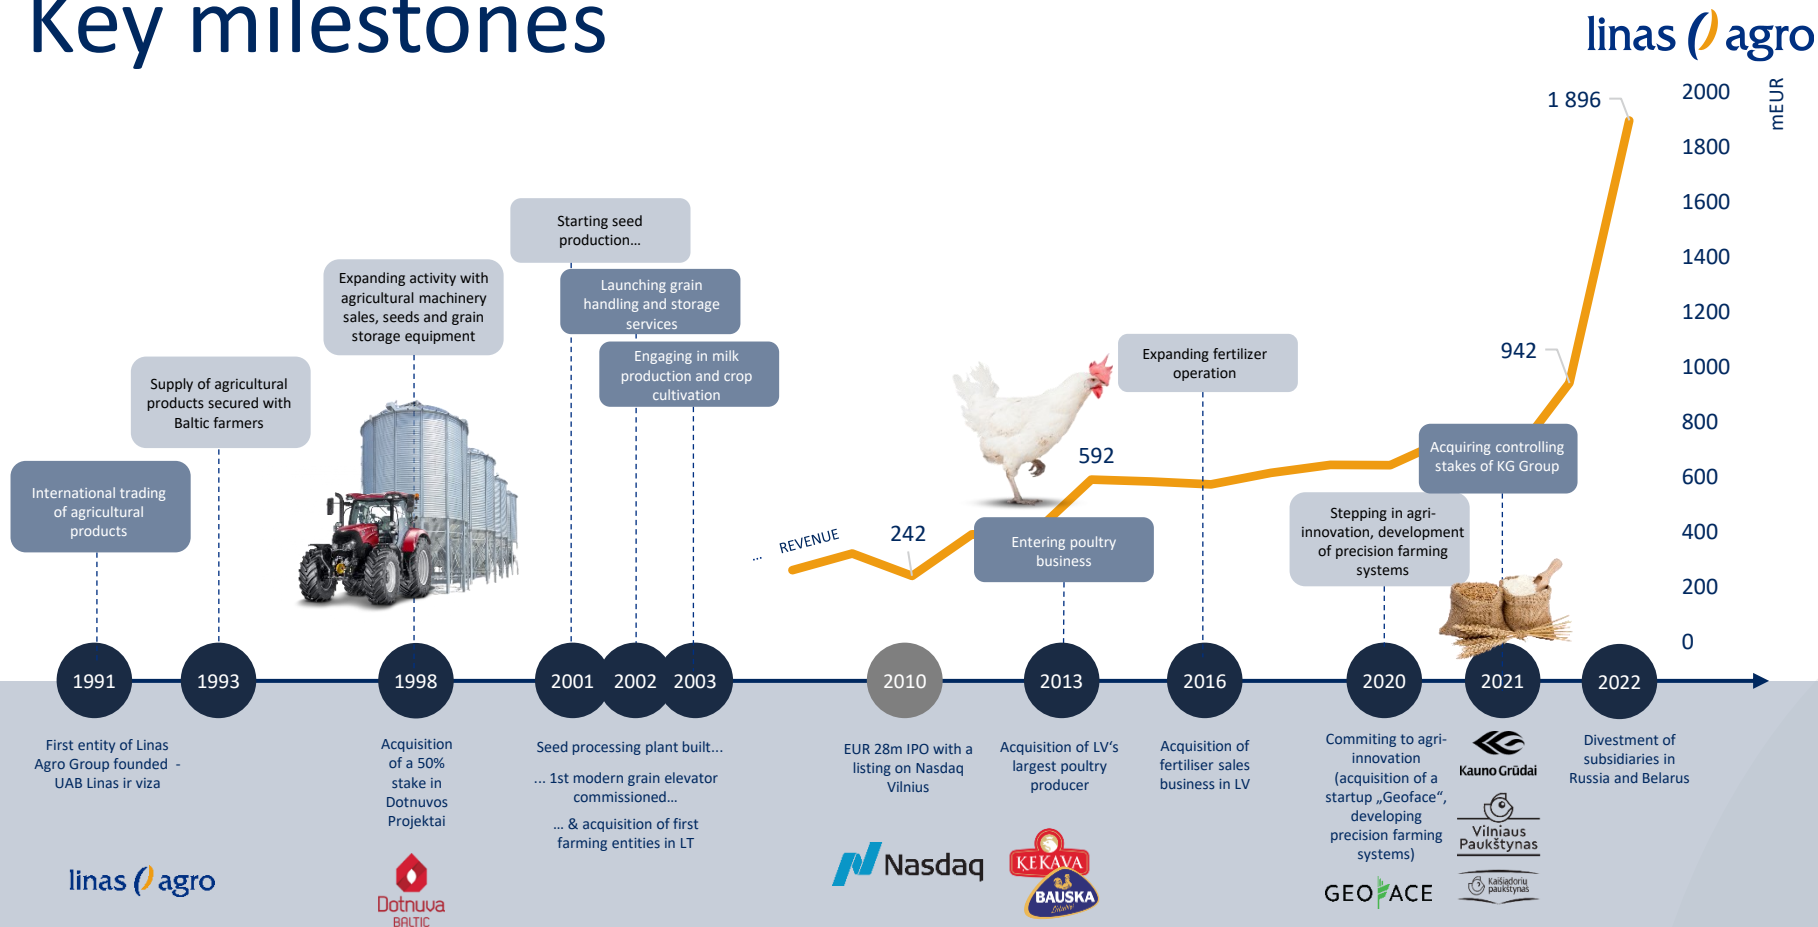 Key milestones
linas agro
2000
mEUR
1 896
1800
1600
1400
1200
1000
800
600
400
200
0
Starting seed
production...
Expanding activity with
agricultural machinery
sales, seeds and grain
storage equipment
Launching grain
handling and storage
services
Engaging in milk
production and crop
cultivation
Supply of agricultural
products secured with
Baltic farmers
International trading
of agricultural
products
Expanding fertilizer
operation
942
592
242
... REVENUE
Entering poultry
business
Acquiring controlling
stakes of KG Group
Stepping in agri-
innovation, development
of precision farming
systems
1991
1993
1998
2001
2002
2003
2010
2013
2016
2020
2021
2022
First entity of Linas
Agro Group founded -
UAB Linas ir viza
linas agro
Acquisition
of a 50%
stake in
Dotnuvos
Projektai
Dotnuva
BALTIC
Seed processing plant built...
... 1st modern grain elevator
commissioned...
... & acquisition of first
farming entities in LT
EUR 28m IPO with a
listing on Nasdaq
Vilnius
Nasdaq
Acquisition of LV's
largest poultry
producer
ĶEKAVA
BAUSKA
Acquisition of
fertiliser sales
business in LV
Commiting to agri-
innovation
(acquisition of a
startup „Geoface“,
developing
precision farming
systems)
GEOFACE
Kauno Grūdai
Vilniaus
Paukštynas
Kaišiadorių
paukštynas
Divestment of
subsidiaries in
Russia and Belarus